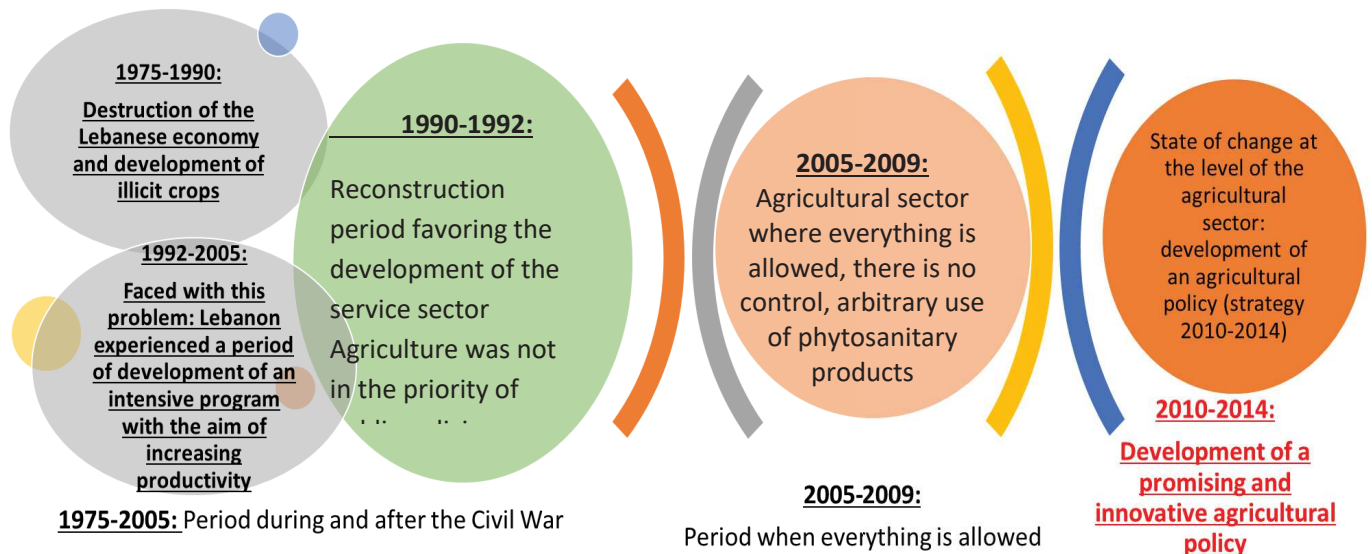 1975-1990:
Destruction of the
Lebanese economy
and development of
illicit crops
1992-2005:
Faced with this
problem: Lebanon
experienced a period
of development of an
intensive program
with the aim of
increasing
productivity
1990-1992:
Reconstruction
period favoring the
development of the
service sector
Agriculture was not
in the priority of
1975-2005: Period during and after the Civil War
2005-2009:
Agricultural sector
where everything is
allowed, there is no
control, arbitrary use
of phytosanitary
products
2005-2009:
Period when everything is allowed
State of change at
the level of the
agricultural
sector:
development of
an agricultural
policy (strategy
2010-2014)
2010-2014:
Development of a
promising and
innovative agricultural
policy